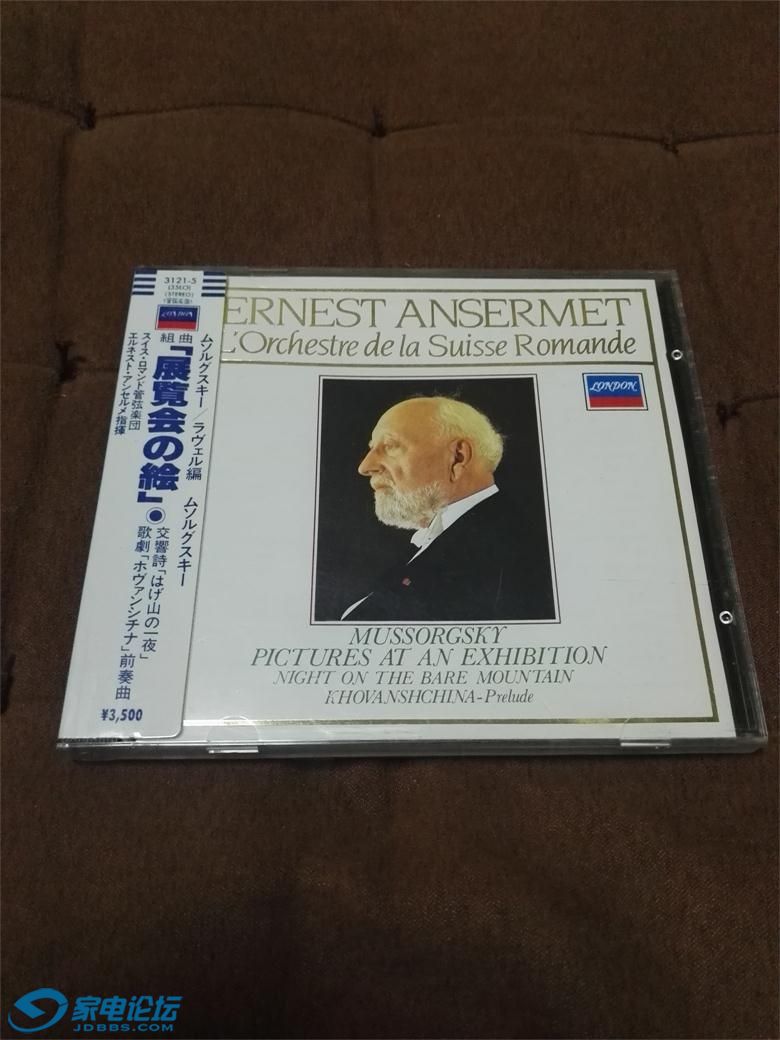 3121-5
(STEREO)
(管弦楽曲)
LONDON
ムソルグスキー/ラヴェル編 ムソルグスキー
組曲「展覧会の絵」●交響詩「はげ山の一夜」
歌劇「ホヴァンシチナ」前奏曲
スイス・ロマンド管弦楽団
エルネスト・アンセルメ指揮
¥3,500
ERNEST ANSERMET
L'Orchestre de la Suisse Romande
LONDON
MUSSORGSKY
PICTURES AT AN EXHIBITION
NIGHT ON THE BARE MOUNTAIN
KHOVANSHCHINA-Prelude
家电论坛
JDBBS.COM